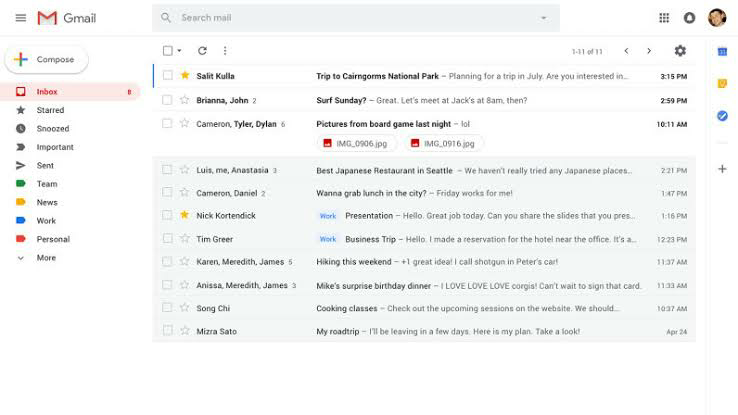 Gmail
Search mail
Compose
1-11 of 11
Inbox 8
Starred
Snoozed
Important
Sent
Team
News
Work
Personal
More
Salit Kulla Trip to Cairngorms National Park – Planning for a trip in July. Are you interested in… 3:15 PM
Brianna, John 2 Surf Sunday? – Great. Let's meet at Jack's at 8am, then? 2:59 PM
Cameron, Tyler, Dylan 6 Pictures from board game last night – lol 10:11 AM
IMG_0906.jpg IMG_0916.jpg
Luis, me, Anastasia 3 Best Japanese Restaurant in Seattle – We haven't really tried any Japanese places… 2:21 PM
Cameron, Daniel 2 Wanna grab lunch in the city? – Friday works for me! 1:47 PM
Nick Kortendick Work Presentation – Hello. Great job today. Can you share the slides that you pres… 1:16 PM
Tim Greer Work Business Trip – Hello. I made a reservation for the hotel near the office. It's a… 12:23 PM
Karen, Meredith, James 5 Hiking this weekend – +1 great idea! I call shotgun in Peter's car! 11:37 AM
Anissa, Meredith, James 3 Mike's surprise birthday dinner – I LOVE LOVE LOVE corgis! Can't wait to sign that card. 11:33 AM
Song Chi Cooking classes – Check out the upcoming sessions on the website. We should… 10:37 AM
Mizra Sato My roadtrip – I'll be leaving in a few days. Here is my plan. Take a look! Apr 24